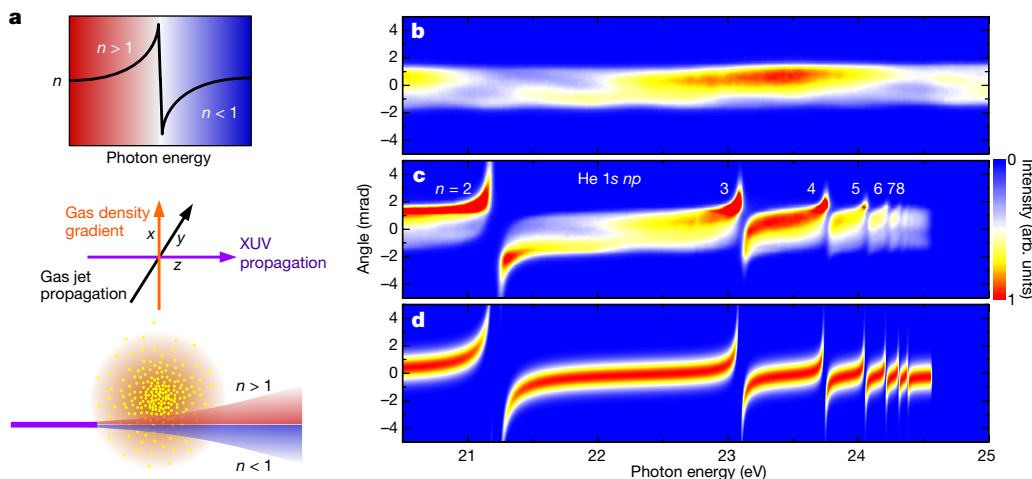 a
n > 1
n
n < 1
Photon energy
Gas density
gradient
x
y
z
XUV
propagation
Gas jet
propagation
n > 1
n < 1
b
4
2
0
−2
−4
c
n = 2
He 1s np
3
4
5
6
7
8
4
2
0
−2
−4
Angle (mrad)
0
Intensity (arb. units)
1
d
4
2
0
−2
−4
21
22
23
24
25
Photon energy (eV)